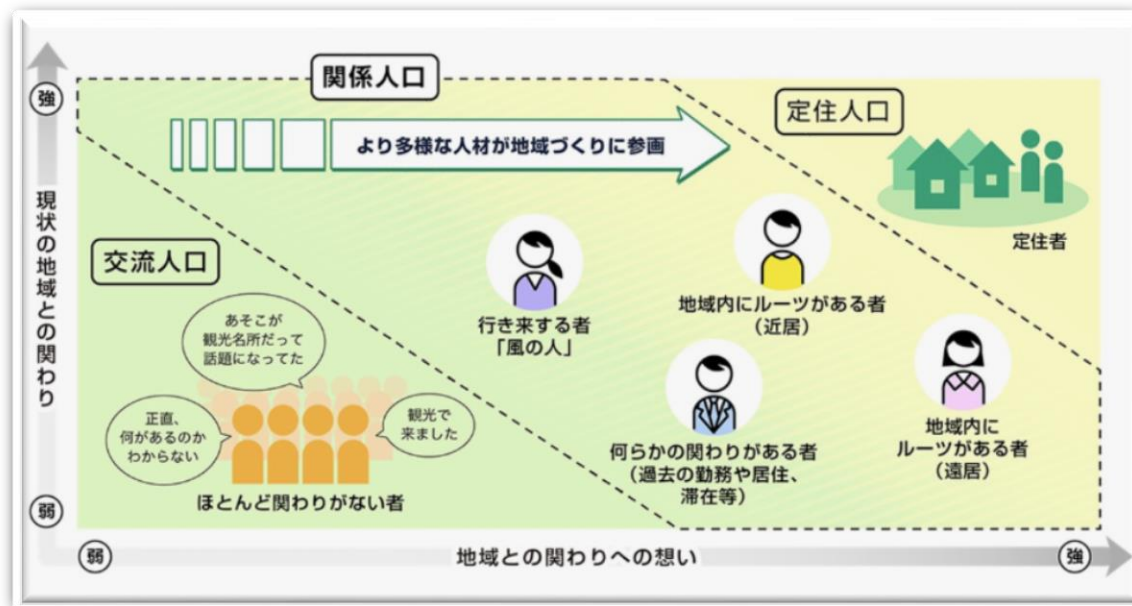 関係人口
強
より多様な人材が地域づくりに参画
定住人口
定住者
現状の地域との関わり
交流人口
あそこが
観光名所だって
話題になってた
正直、
何があるのか
わからない
観光で
来ました
ほとんど関わりがない者
行き来する者
「風の人」
地域内にルーツがある者
（近居）
何らかの関わりがある者
（過去の勤務や居住、
滞在等）
地域内に
ルーツがある者
（遠居）
弱
弱
地域との関わりへの想い
強